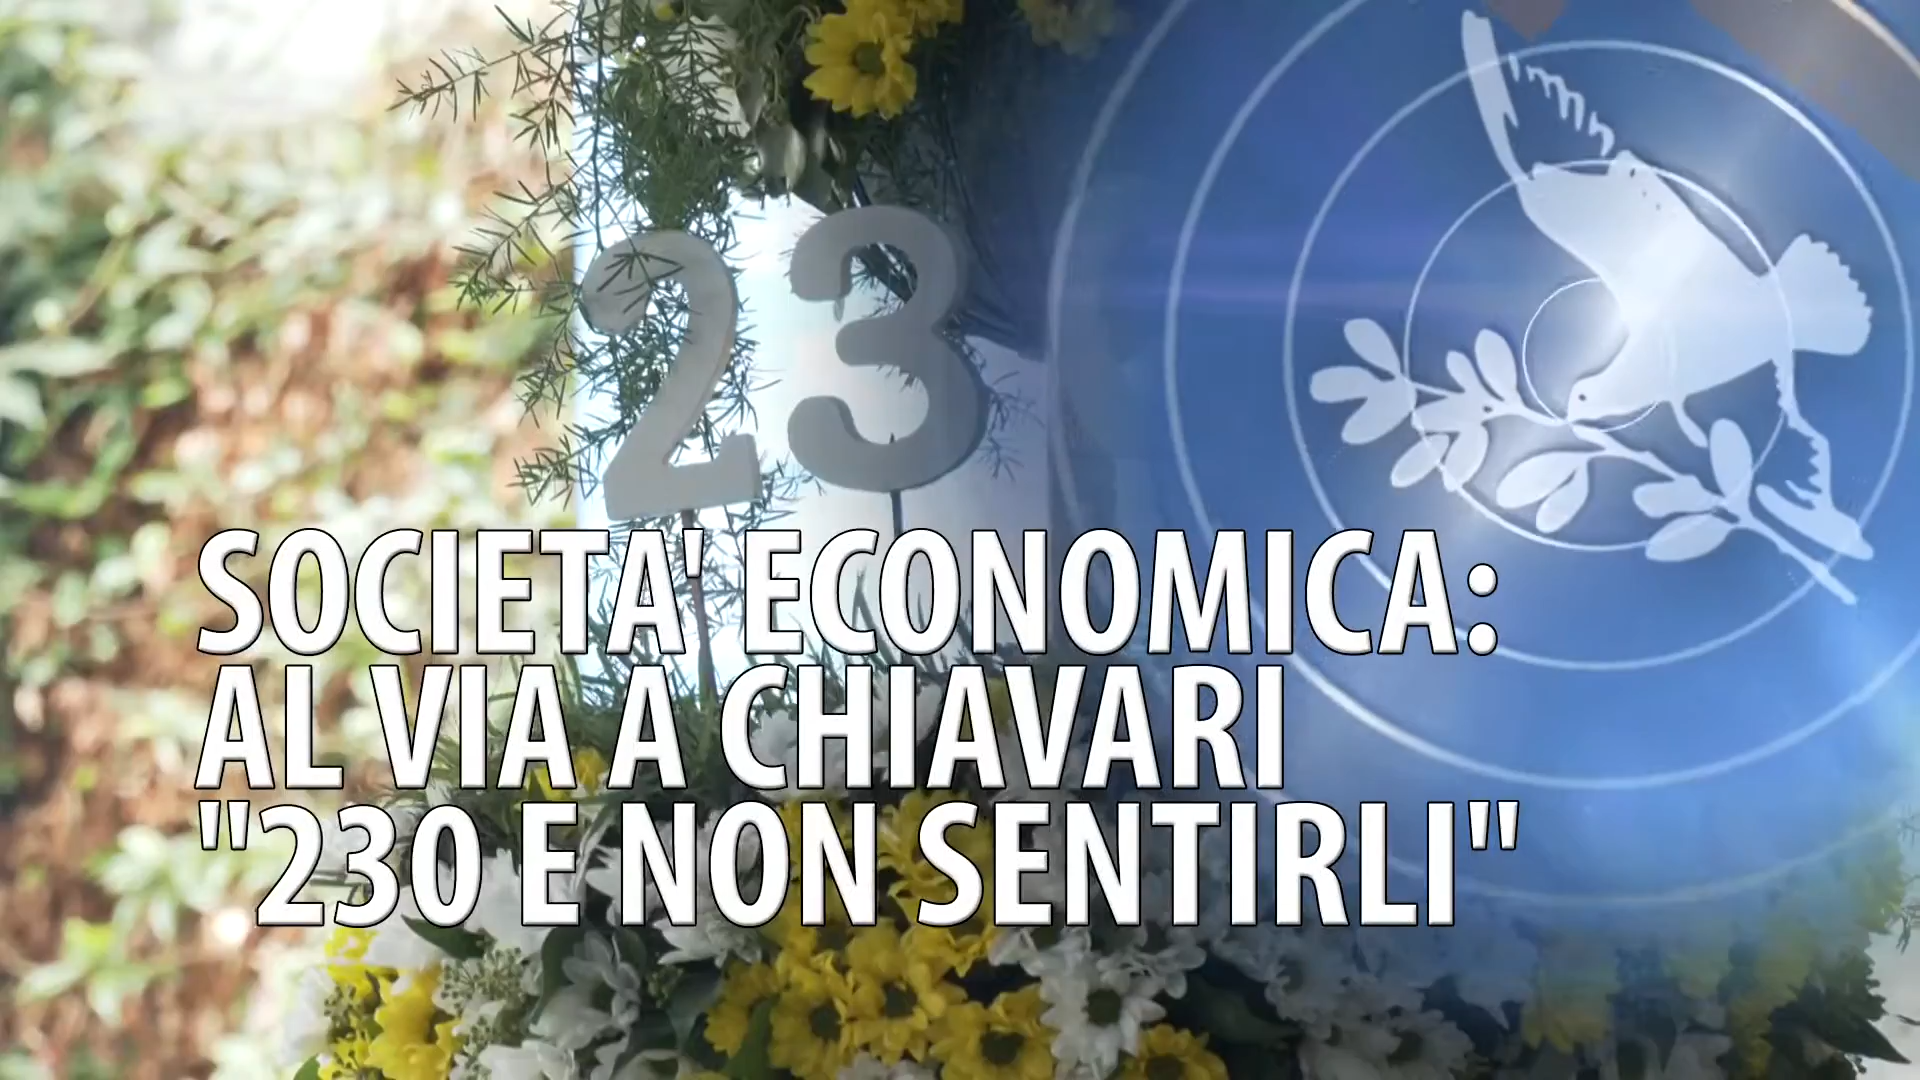 23
SOCIETA' ECONOMICA:
AL VIA A CHIAVARI
"230 E NON SENTIRLI"